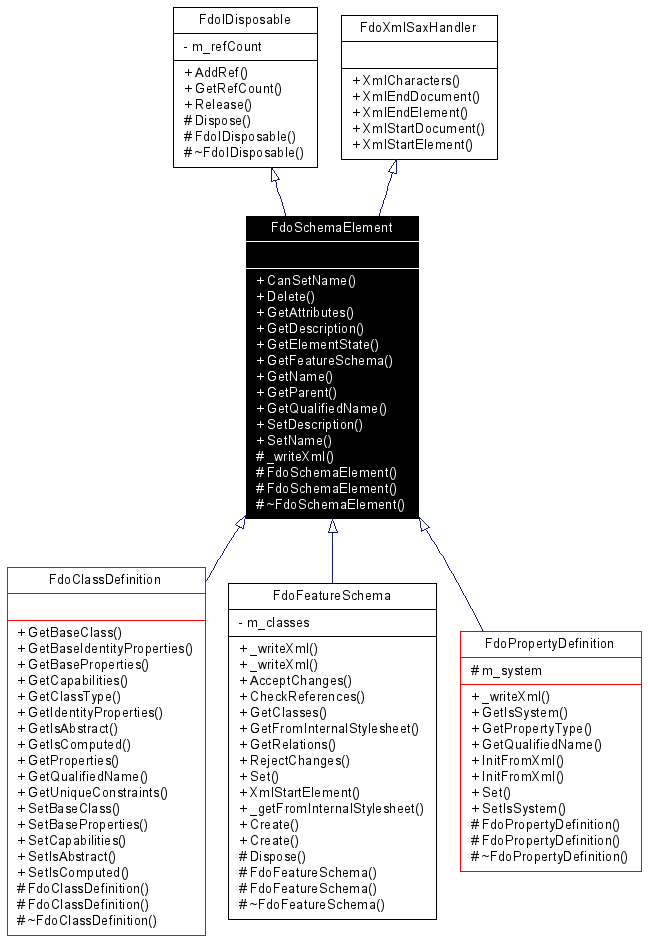 FdoIDisposable
- m_refCount
+ AddRef()
+ GetRefCount()
+ Release()
# Dispose()
# FdoIDisposable()
# ~FdoIDisposable()
FdoXmlSaxHandler
+ XmlCharacters()
+ XmlEndDocument()
+ XmlEndElement()
+ XmlStartDocument()
+ XmlStartElement()
FdoSchemaElement
+ CanSetName()
+ Delete()
+ GetAttributes()
+ GetDescription()
+ GetElementState()
+ GetFeatureSchema()
+ GetName()
+ GetParent()
+ GetQualifiedName()
+ SetDescription()
+ SetName()
# _writeXml()
# FdoSchemaElement()
# FdoSchemaElement()
# ~FdoSchemaElement()
FdoClassDefinition
+ GetBaseClass()
+ GetBaseIdentityProperties()
+ GetBaseProperties()
+ GetCapabilities()
+ GetClassType()
+ GetIdentityProperties()
+ GetIsAbstract()
+ GetIsComputed()
+ GetProperties()
+ GetQualifiedName()
+ GetUniqueConstraints()
+ SetBaseClass()
+ SetBaseProperties()
+ SetCapabilities()
+ SetIsAbstract()
+ SetIsComputed()
# FdoClassDefinition()
# FdoClassDefinition()
# ~FdoClassDefinition()
FdoFeatureSchema
- m_classes
+ _writeXml()
+ _writeXml()
+ AcceptChanges()
+ CheckReferences()
+ GetClasses()
+ GetFromInternalStylesheet()
+ GetRelations()
+ RejectChanges()
+ Set()
+ XmlStartElement()
+ _getFromInternalStylesheet()
+ Create()
+ Create()
# Dispose()
# FdoFeatureSchema()
# FdoFeatureSchema()
# ~FdoFeatureSchema()
FdoPropertyDefinition
# m_system
+ _writeXml()
+ GetIsSystem()
+ GetPropertyType()
+ GetQualifiedName()
+ InitFromXml()
+ InitFromXml()
+ Set()
+ SetIsSystem()
# FdoPropertyDefinition()
# FdoPropertyDefinition()
# ~FdoPropertyDefinition()